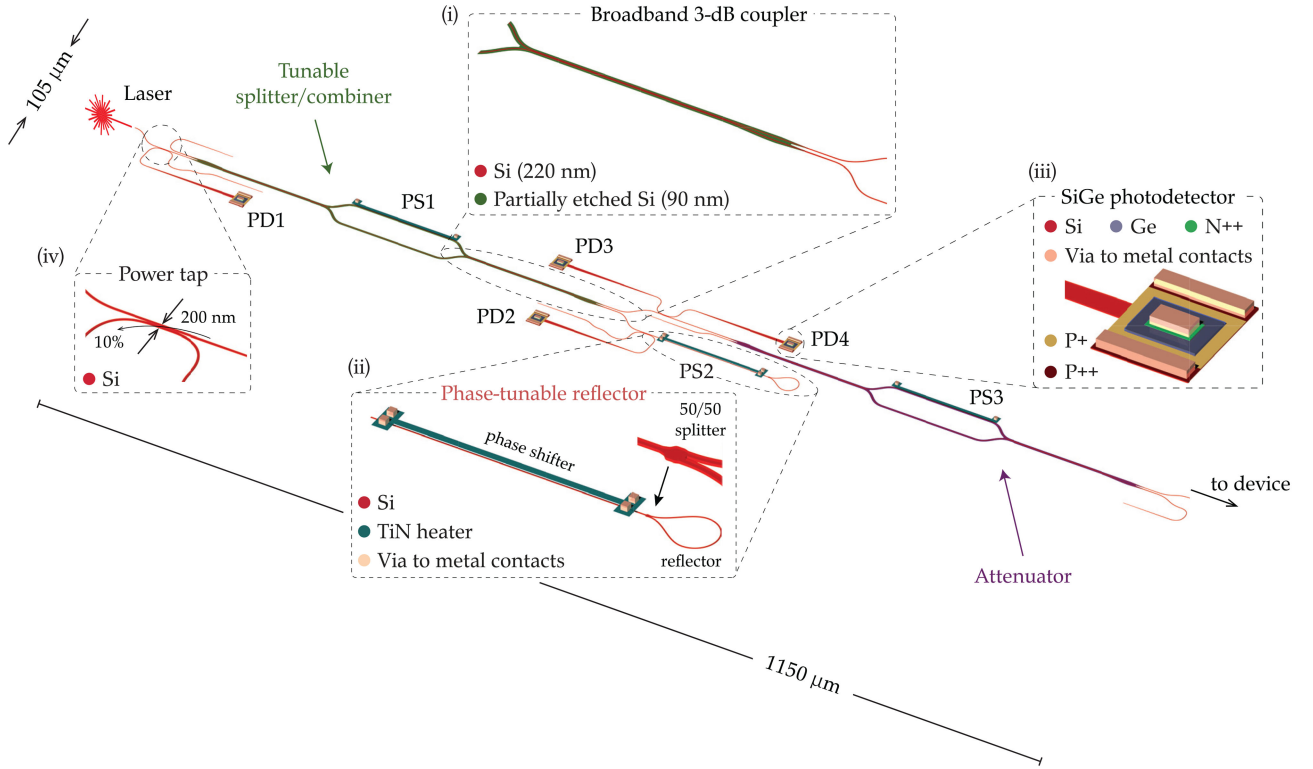 (i)
Broadband 3-dB coupler
Si (220 nm)
Partially etched Si (90 nm)
105 μm
Laser
Tunable
splitter/combiner
PD1
PS1
PD3
PD2
PS2
PD4
PS3
(iii)
SiGe photodetector
Si Ge N++
Via to metal contacts
P+
P++
(iv)
Power tap
200 nm
10%
Si
(ii)
Phase-tunable reflector
50/50
splitter
phase shifter
Si
TiN heater
Via to metal contacts
reflector
to device
Attenuator
1150 μm